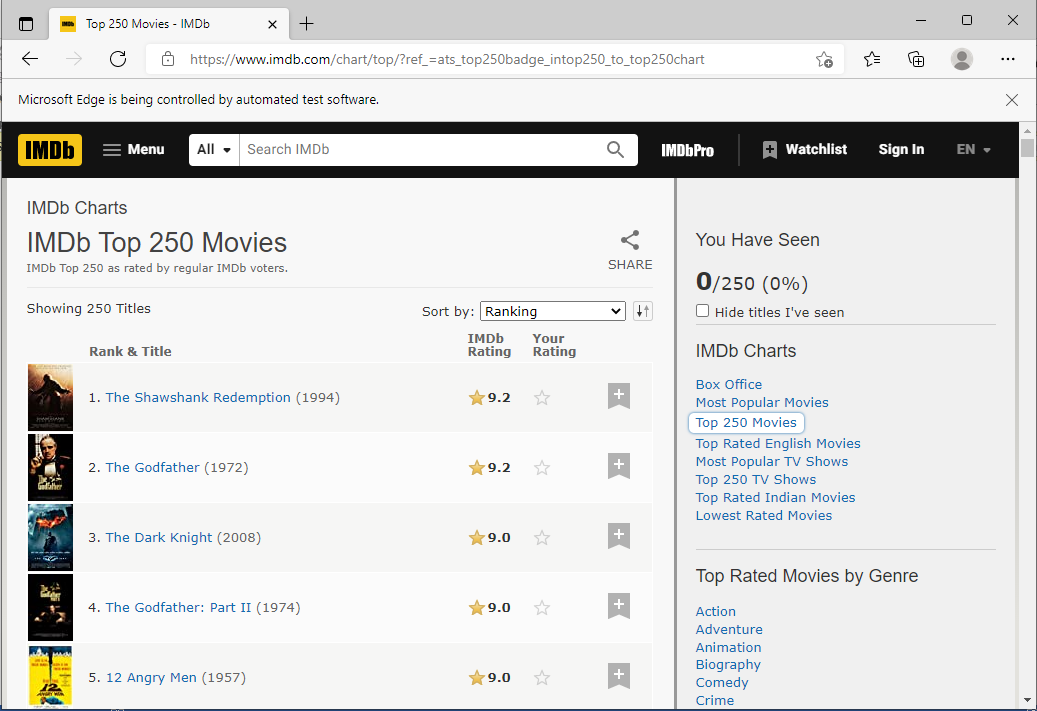 Top 250 Movies - IMDb
https://www.imdb.com/chart/top/?ref_=ats_top250badge_intop250_to_top250chart
Microsoft Edge is being controlled by automated test software.
IMDb Menu All Search IMDb IMDbPro Watchlist Sign In EN
IMDb Charts
IMDb Top 250 Movies
IMDb Top 250 as rated by regular IMDb voters.
SHARE
Showing 250 Titles
Sort by: Ranking
Rank & Title IMDb Rating Your Rating
1. The Shawshank Redemption (1994) 9.2
2. The Godfather (1972) 9.2
3. The Dark Knight (2008) 9.0
4. The Godfather: Part II (1974) 9.0
5. 12 Angry Men (1957) 9.0
You Have Seen
0/250 (0%)
Hide titles I've seen
IMDb Charts
Box Office
Most Popular Movies
Top 250 Movies
Top Rated English Movies
Most Popular TV Shows
Top 250 TV Shows
Top Rated Indian Movies
Lowest Rated Movies
Top Rated Movies by Genre
Action
Adventure
Animation
Biography
Comedy
Crime